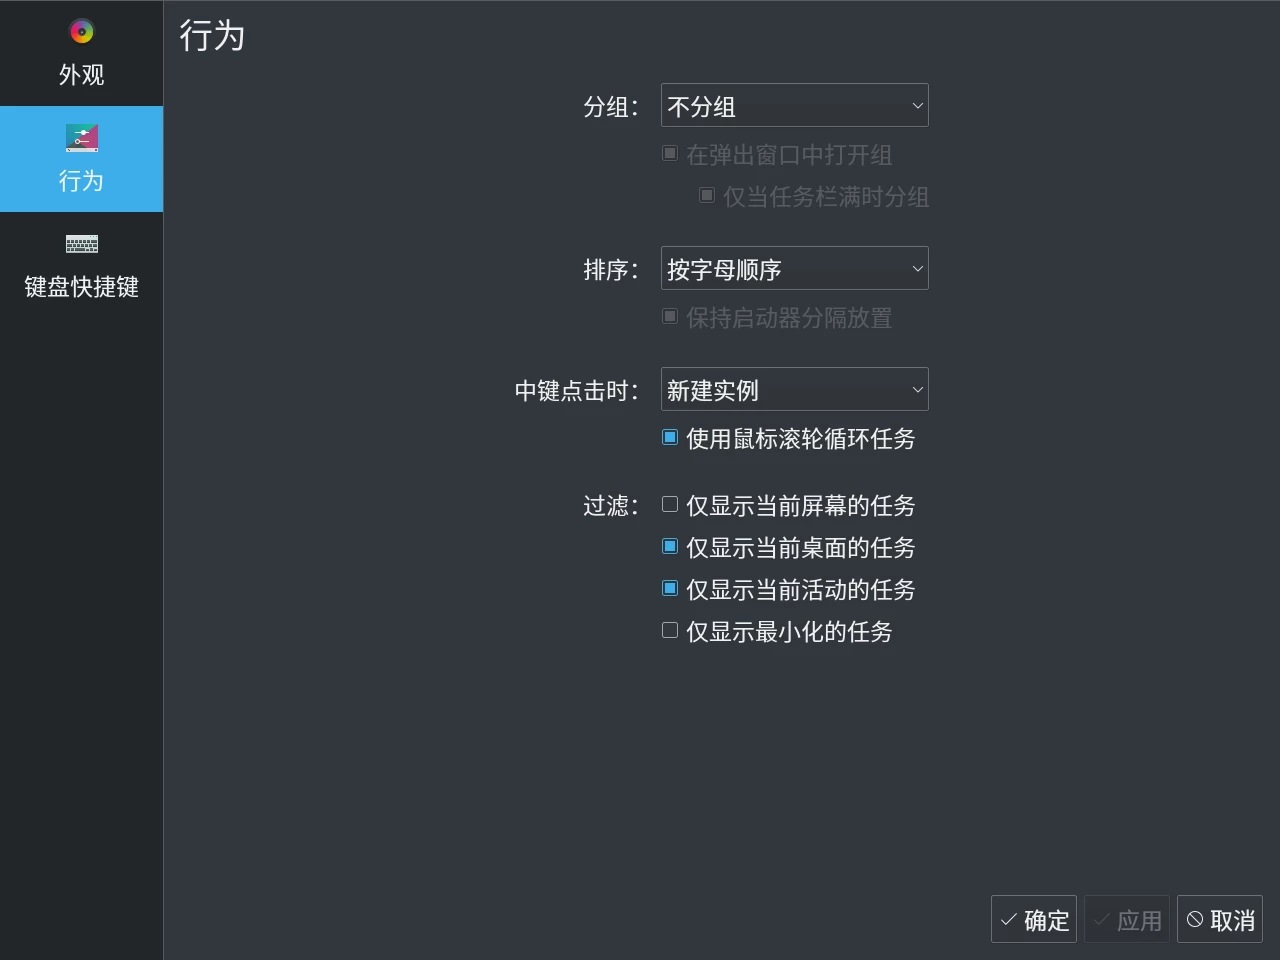 外观
行为
键盘快捷键
行为
分组：
不分组
在弹出窗口中打开组
仅当任务栏满时分组
排序：
按字母顺序
保持启动器分隔放置
中键点击时：
新建实例
使用鼠标滚轮循环任务
过滤：
仅显示当前屏幕的任务
仅显示当前桌面的任务
仅显示当前活动的任务
仅显示最小化的任务
确定
应用
取消